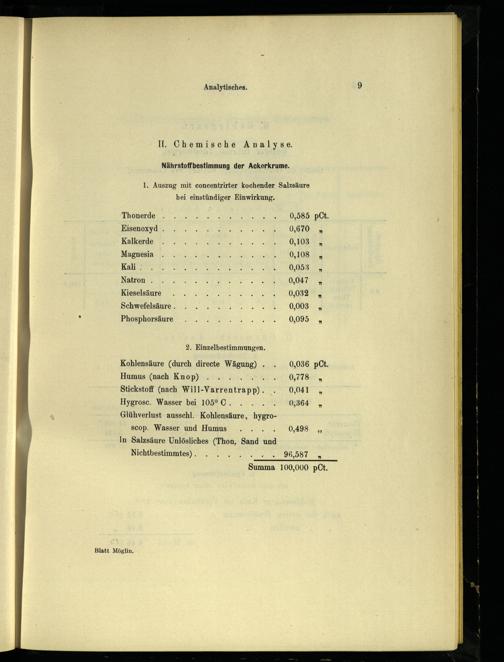 Analytisches. 9
II. Chemische Analyse.
Nährstoffbestimmung der Ackerkrume.
1. Auszug mit concentrirter kochender Salzsäure
bei einstündiger Einwirkung.
Thonerde . . . . . . . . . . . 0,585 pCt.
Eisenoxyd . . . . . . . . . . . 0,670 „
Kalkerde . . . . . . . . . . . 0,103 „
Magnesia . . . . . . . . . . . 0,108 „
Kali . . . . . . . . . . . . 0,053 „
Natron . . . . . . . . . . . . 0,047 „
Kieselsäure . . . . . . . . . . 0,032 „
Schwefelsäure . . . . . . . . . . 0,003 „
Phosphorsäure . . . . . . . . . 0,095 „
2. Einzelbestimmungen.
Kohlensäure (durch directe Wägung) . . 0,036 pCt.
Humus (nach Knop) . . . . . . . 0,778 „
Stickstoff (nach Will-Varrentrapp) . . 0,041 „
Hygrosc. Wasser bei 105° C . . . . . 0,364 „
Glühverlust ausschl. Kohlensäure, hygro-
scop. Wasser und Humus . . . . 0,498 „
In Salzsäure Unlösliches (Thon, Sand und
Nichtbestimmtes) . . . . . . . . 96,587 „
Summa 100,000 pCt.
Blatt Möglin.